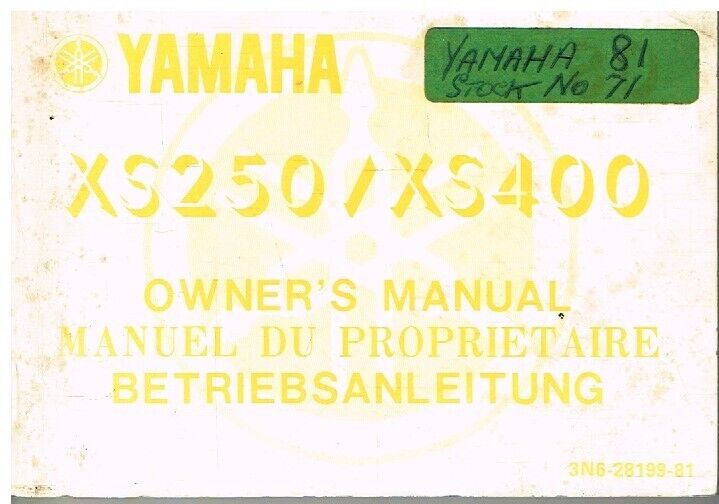 YAMAHA
YAMAHA 81
STOCK NO 71
XS250/XS400
OWNER'S MANUAL
MANUEL DU PROPRIETAIRE
BETRIEBSANLEITUNG
3N6-28199-81